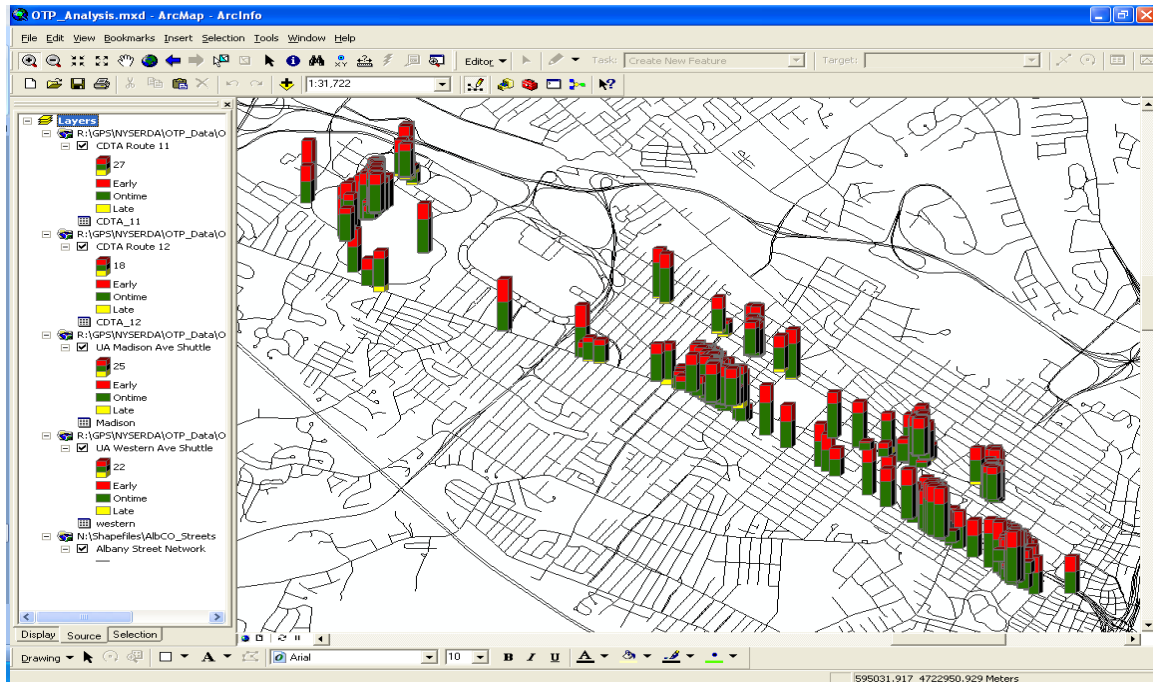 OTP_Analysis.mxd - ArcMap - ArcInfo
File Edit View Bookmarks Insert Selection Tools Window Help
Editor Task: Create New Feature Target:
1:31,722
Layers
R:\GPS\NYSERDA\OTP_Data\O
CDTA Route 11
27
Early
Ontime
Late
CDTA_11
R:\GPS\NYSERDA\OTP_Data\O
CDTA Route 12
18
Early
Ontime
Late
CDTA_12
R:\GPS\NYSERDA\OTP_Data\O
UA Madison Ave Shuttle
25
Early
Ontime
Late
Madison
R:\GPS\NYSERDA\OTP_Data\O
UA Western Ave Shuttle
22
Early
Ontime
Late
western
N:\Shapefiles\AlbCO_Streets
Albany Street Network
Display Source Selection
Drawing A Arial 10 B I U A
595031.917 4722950.929 Meters